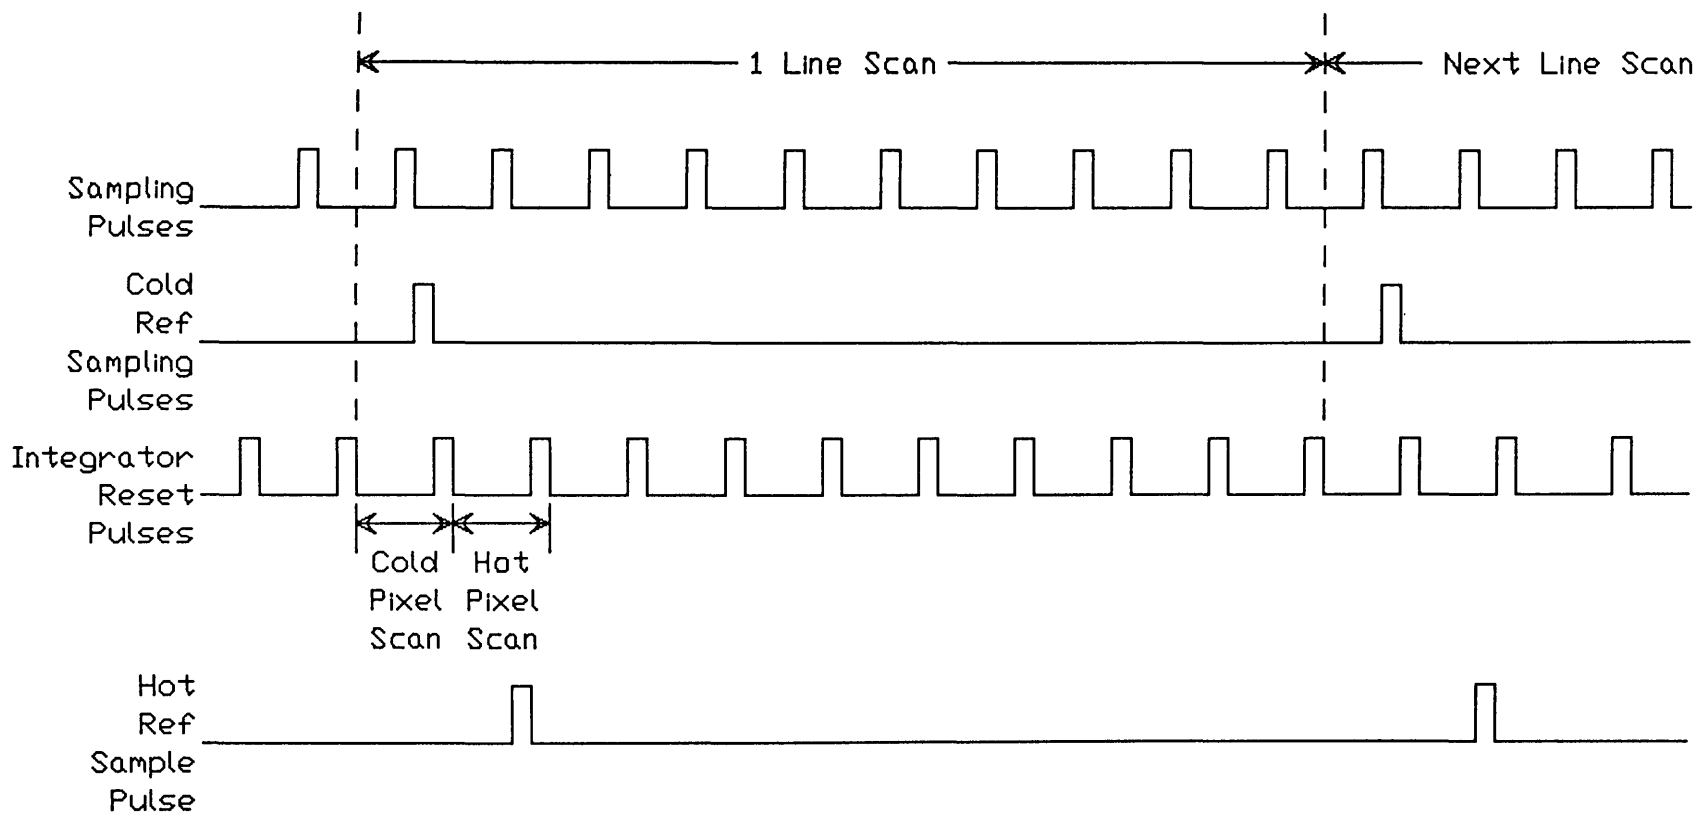 1 Line Scan
Next Line Scan
Sampling
Pulses
Cold
Ref
Sampling
Pulses
Integrator
Reset
Pulses
Cold
Pixel
Scan
Hot
Pixel
Scan
Hot
Ref
Sample
Pulse